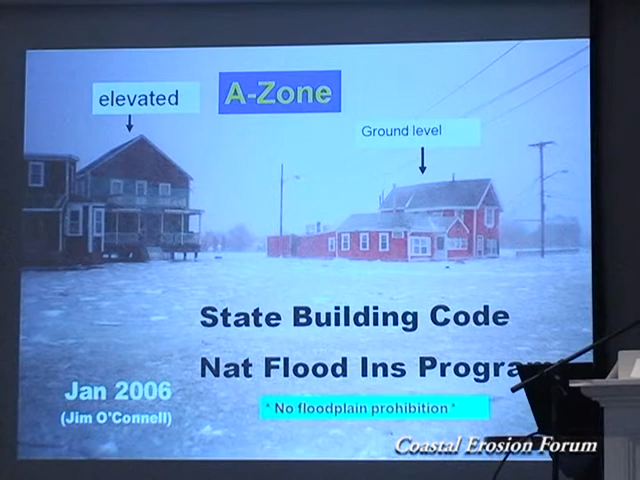 elevated
A-Zone
Ground level
State Building Code
Nat Flood Ins Program
Jan 2006
(Jim O'Connell)
" No floodplain prohibition "
Coastal Erosion Forum